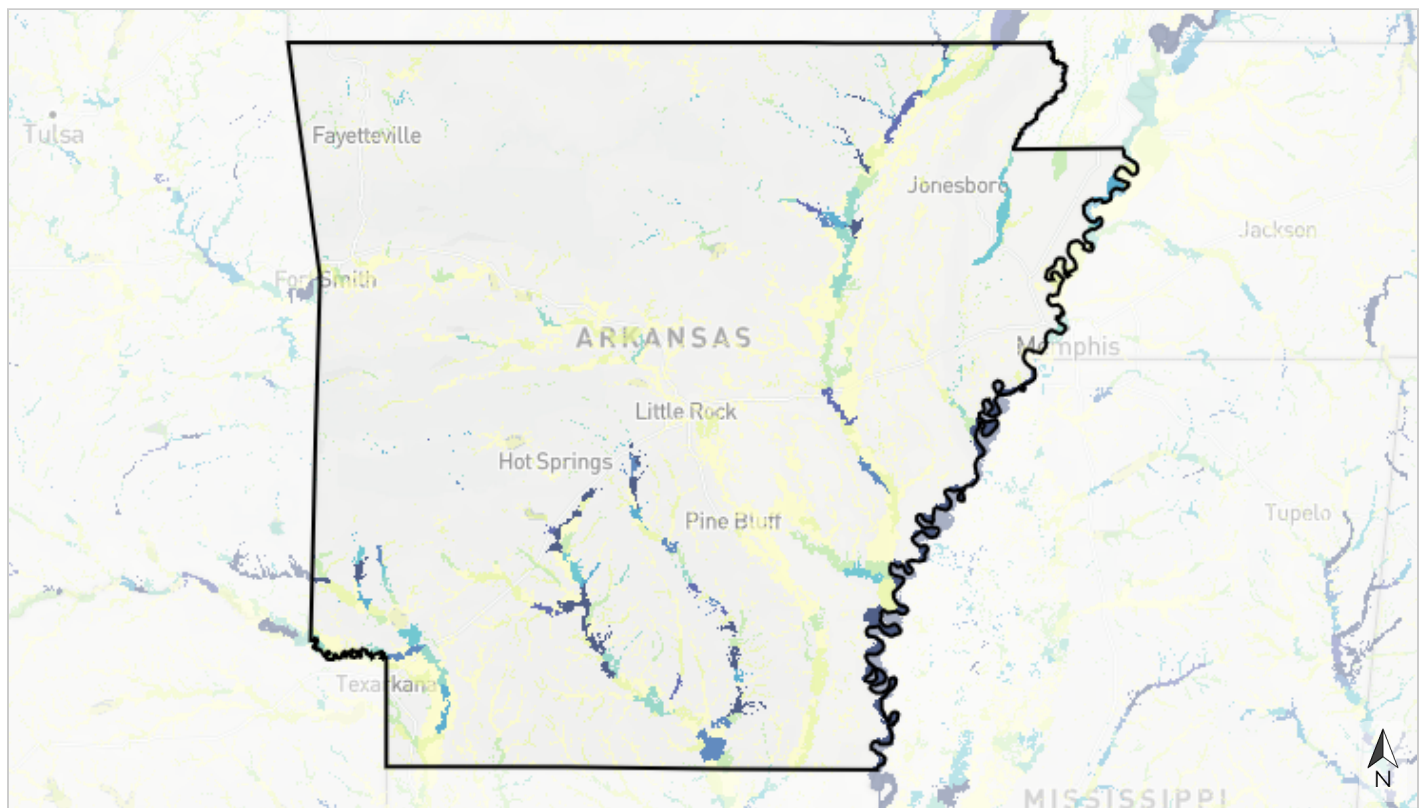 Tulsa
Fayetteville
Jonesboro
Jackson
Fort Smith
ARKANSAS
Memphis
Little Rock
Hot Springs
Pine Bluff
Tupelo
Texarkana
MISSISSIPPI
N